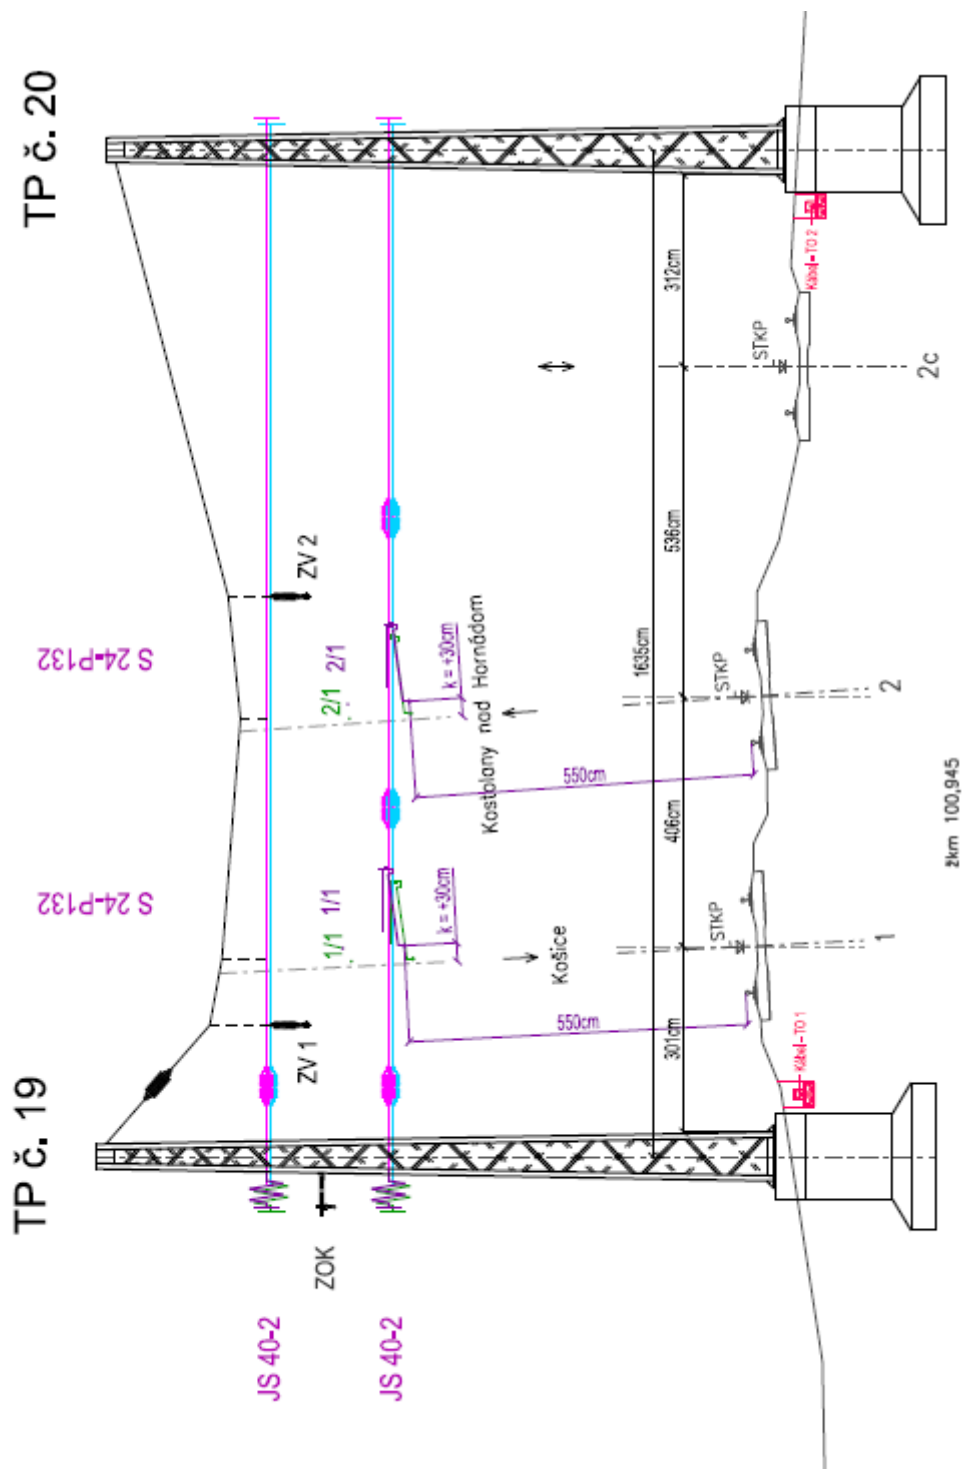 TP č. 19
TP č. 20
S 24-P132
S 24-P132
ZV 1
ZV 2
1/1 1/1
2/1 2/1
JS 40-2
JS 40-2
ZOK
k = +30cm
k = +30cm
Košice
Kostolany nad Hornádom
550cm
550cm
1635cm
301cm
406cm
536cm
312cm
STKP
STKP
STKP
Kábel-TO 1
Kábel-TO 2
1
2
2c
žkm 100,945